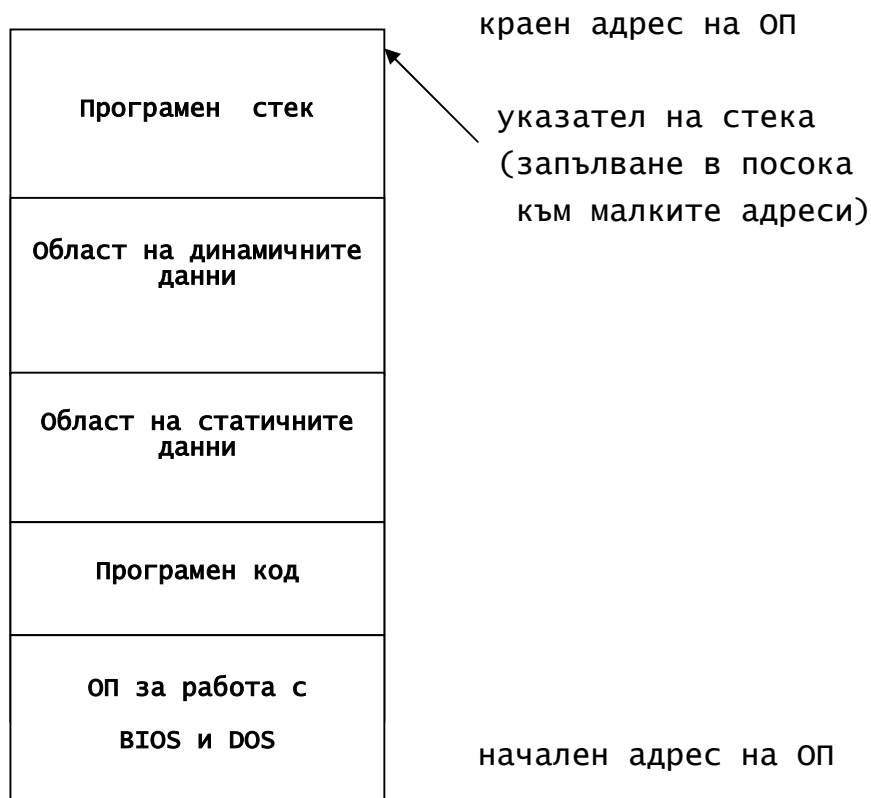 краен адрес на ОП
Програмен стек
указател на стека
(запълване в посока
към малките адреси)
Област на динамичните
данни
Област на статичните
данни
Програмен код
ОП за работа с
BIOS и DOS
начален адрес на ОП